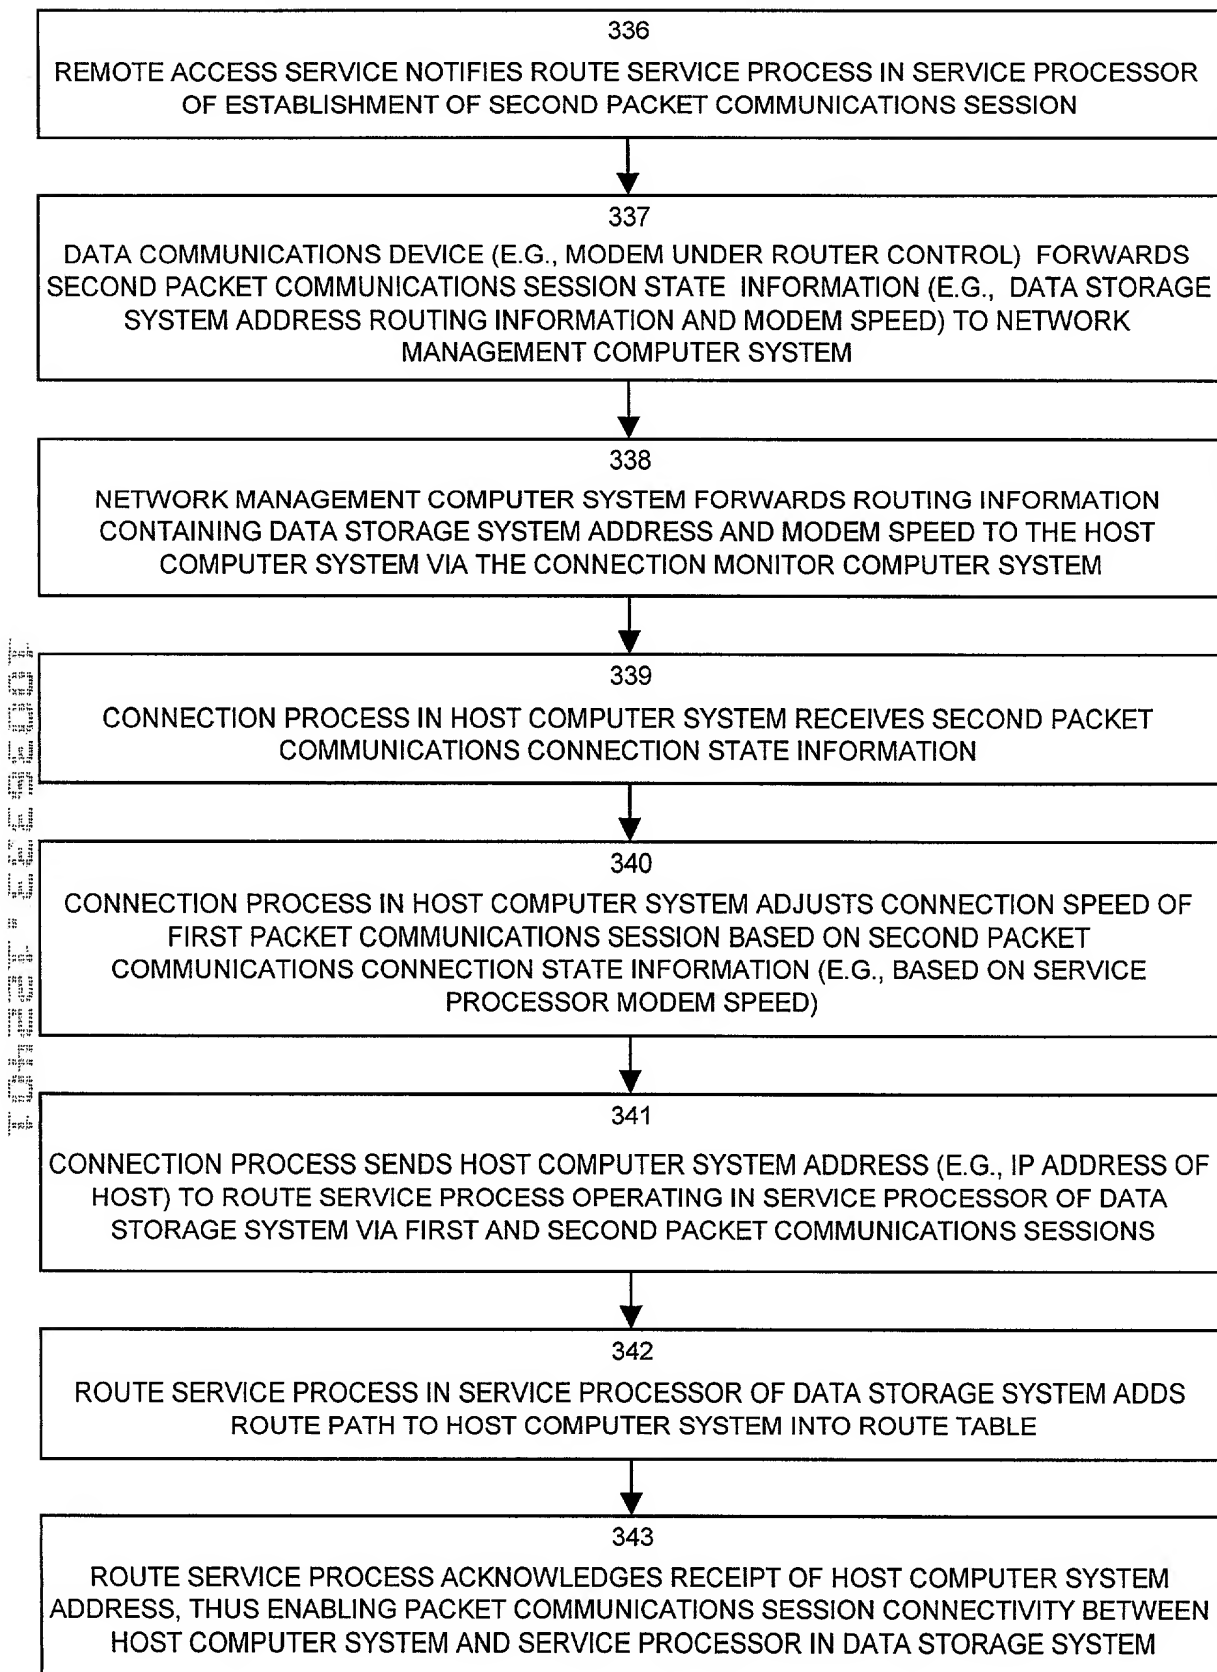 336
REMOTE ACCESS SERVICE NOTIFIES ROUTE SERVICE PROCESS IN SERVICE PROCESSOR
OF ESTABLISHMENT OF SECOND PACKET COMMUNICATIONS SESSION
337
DATA COMMUNICATIONS DEVICE (E.G., MODEM UNDER ROUTER CONTROL) FORWARDS
SECOND PACKET COMMUNICATIONS SESSION STATE INFORMATION (E.G., DATA STORAGE
SYSTEM ADDRESS ROUTING INFORMATION AND MODEM SPEED) TO NETWORK
MANAGEMENT COMPUTER SYSTEM
338
NETWORK MANAGEMENT COMPUTER SYSTEM FORWARDS ROUTING INFORMATION
CONTAINING DATA STORAGE SYSTEM ADDRESS AND MODEM SPEED TO THE HOST
COMPUTER SYSTEM VIA THE CONNECTION MONITOR COMPUTER SYSTEM
339
CONNECTION PROCESS IN HOST COMPUTER SYSTEM RECEIVES SECOND PACKET
COMMUNICATIONS CONNECTION STATE INFORMATION
340
CONNECTION PROCESS IN HOST COMPUTER SYSTEM ADJUSTS CONNECTION SPEED OF
FIRST PACKET COMMUNICATIONS SESSION BASED ON SECOND PACKET
COMMUNICATIONS CONNECTION STATE INFORMATION (E.G., BASED ON SERVICE
PROCESSOR MODEM SPEED)
341
CONNECTION PROCESS SENDS HOST COMPUTER SYSTEM ADDRESS (E.G., IP ADDRESS OF
HOST) TO ROUTE SERVICE PROCESS OPERATING IN SERVICE PROCESSOR OF DATA
STORAGE SYSTEM VIA FIRST AND SECOND PACKET COMMUNICATIONS SESSIONS
342
ROUTE SERVICE PROCESS IN SERVICE PROCESSOR OF DATA STORAGE SYSTEM ADDS
ROUTE PATH TO HOST COMPUTER SYSTEM INTO ROUTE TABLE
343
ROUTE SERVICE PROCESS ACKNOWLEDGES RECEIPT OF HOST COMPUTER SYSTEM
ADDRESS, THUS ENABLING PACKET COMMUNICATIONS SESSION CONNECTIVITY BETWEEN
HOST COMPUTER SYSTEM AND SERVICE PROCESSOR IN DATA STORAGE SYSTEM